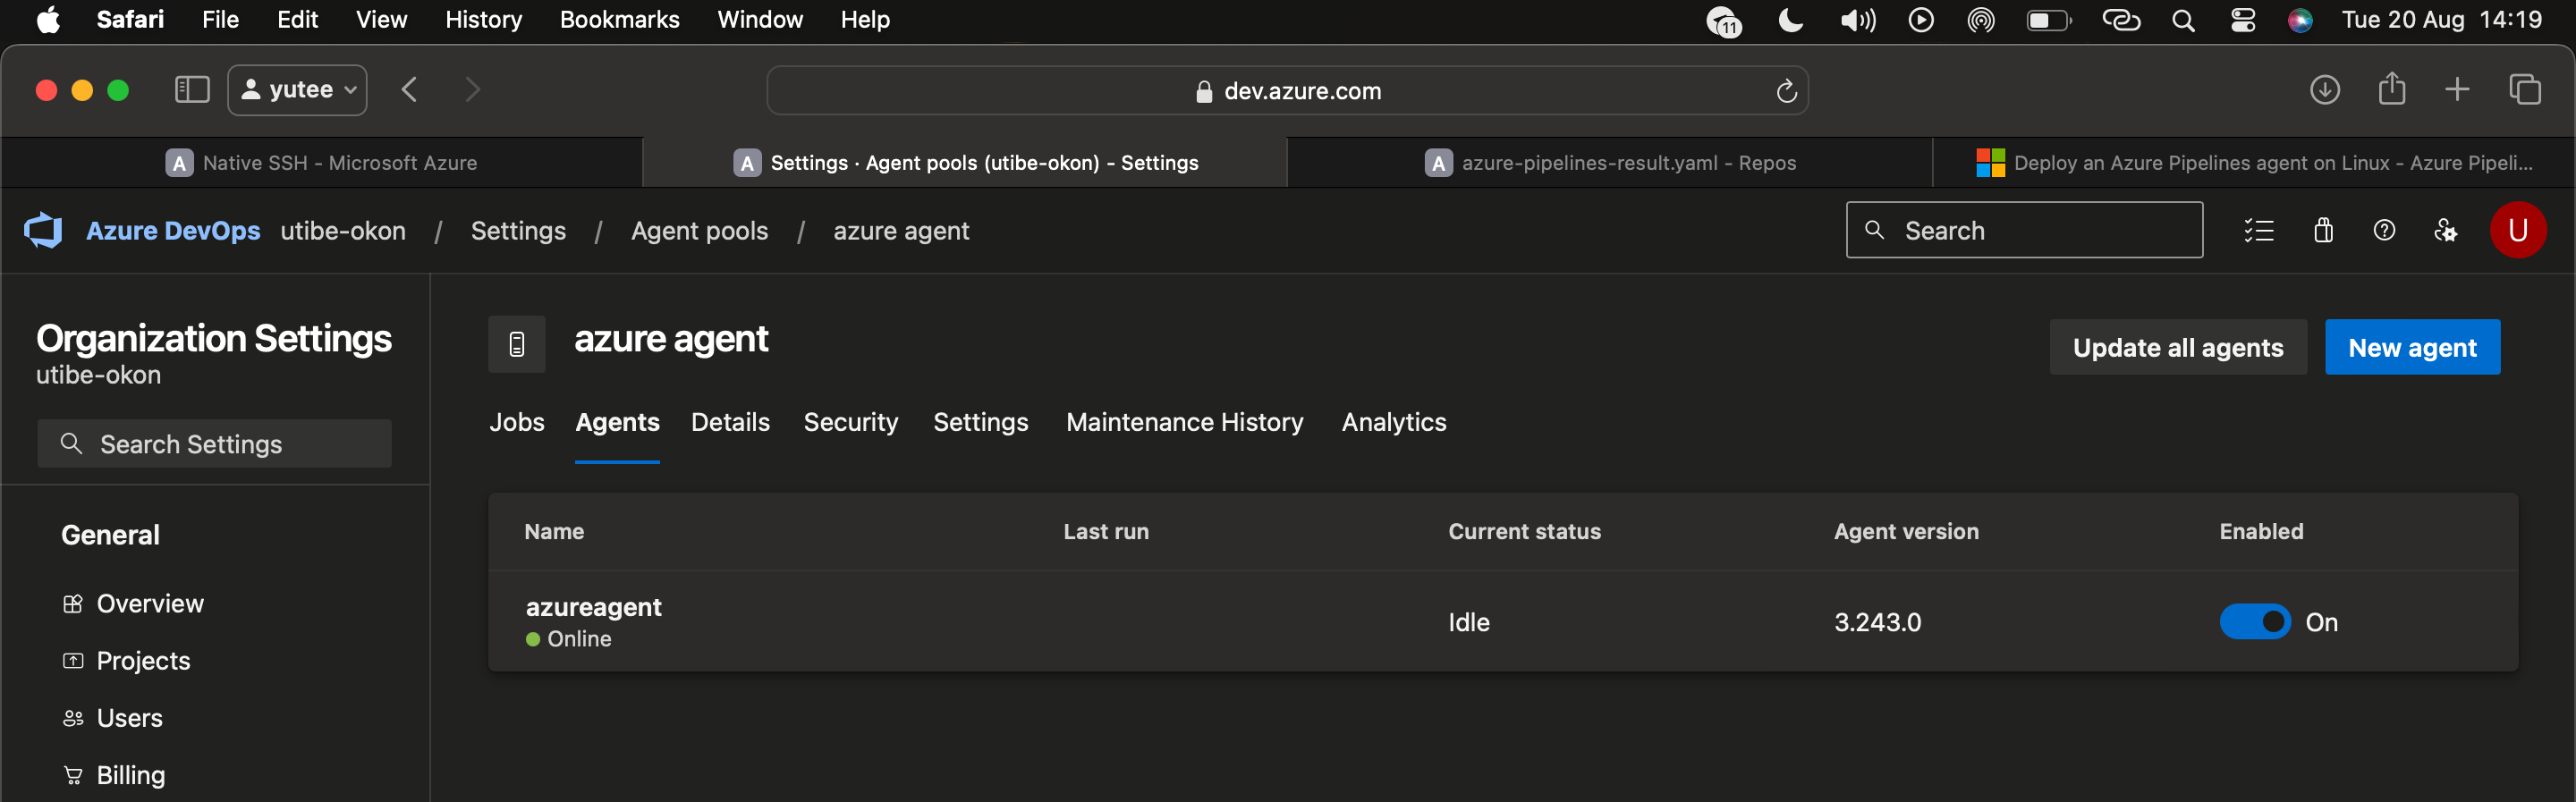 Safari File Edit View History Bookmarks Window Help 11 Tue 20 Aug 14:19
yutee dev.azure.com
A Native SSH - Microsoft Azure A Settings · Agent pools (utibe-okon) - Settings A azure-pipelines-result.yaml - Repos Deploy an Azure Pipelines agent on Linux - Azure Pipeli...
Azure DevOps utibe-okon / Settings / Agent pools / azure agent Search U
Organization Settings
utibe-okon
Search Settings
General
Overview
Projects
Users
Billing
azure agent
Update all agents New agent
Jobs Agents Details Security Settings Maintenance History Analytics
Name Last run Current status Agent version Enabled
azureagent
Online
Idle 3.243.0 On